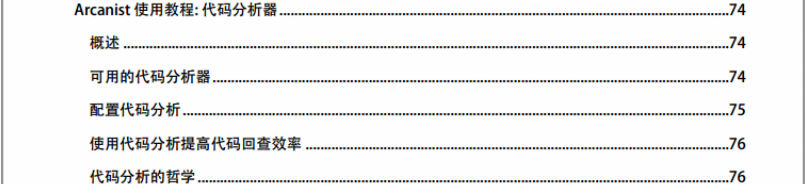 Arcanist 使用教程: 代码分析器........................................74
概述........................................74
可用的代码分析器........................................74
配置代码分析........................................75
使用代码分析提高代码回查效率........................................76
代码分析的哲学........................................76